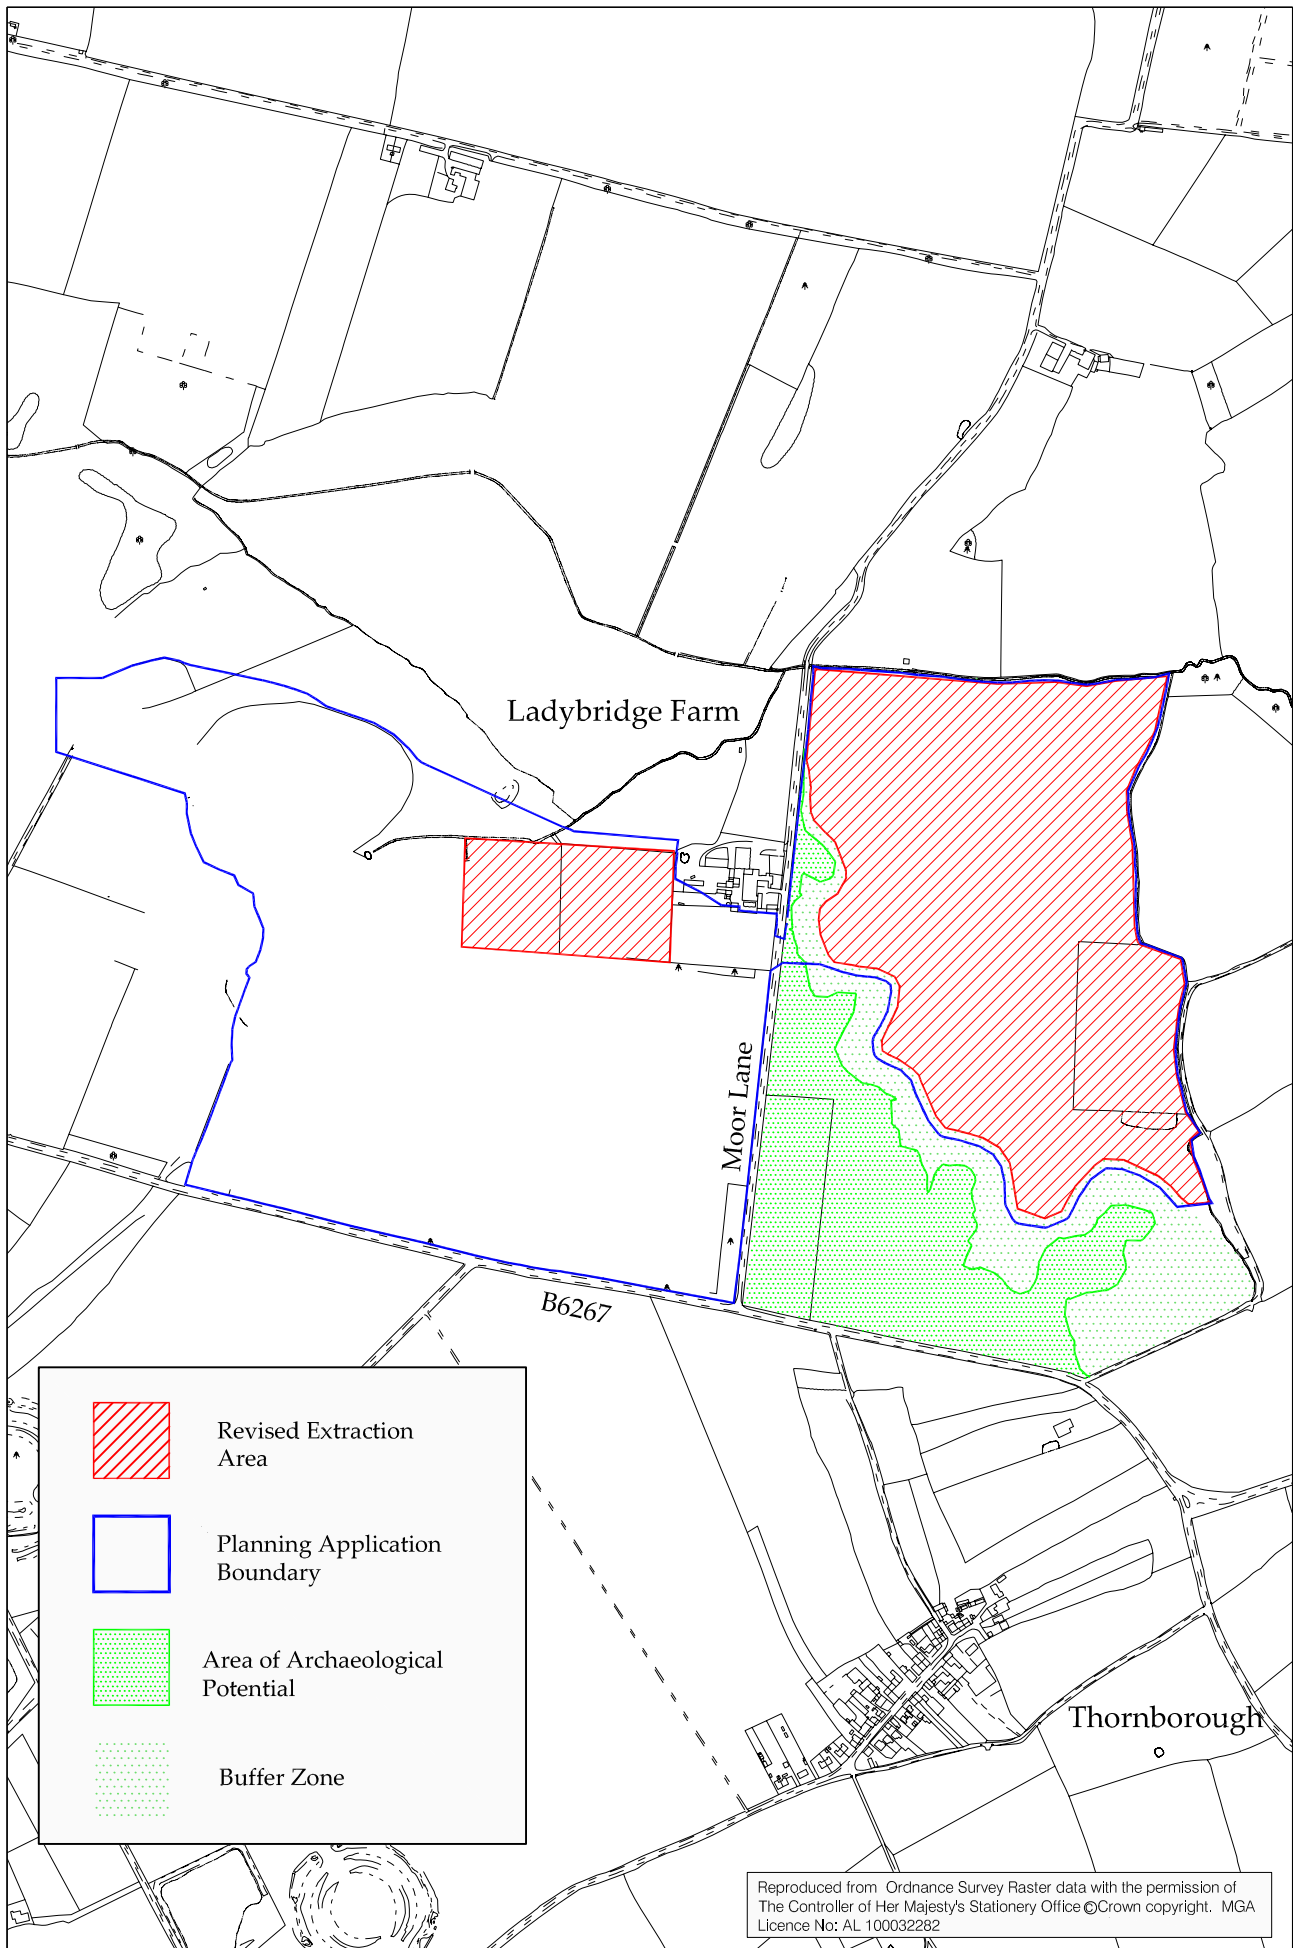 Ladybridge Farm
Moor Lane
B6267
Revised Extraction
Area
Planning Application
Boundary
Area of Archaeological
Potential
Buffer Zone
Thornborough
Reproduced from Ordnance Survey Raster data with the permission of
The Controller of Her Majesty's Stationery Office ©Crown copyright. MGA
Licence No: AL 100032282